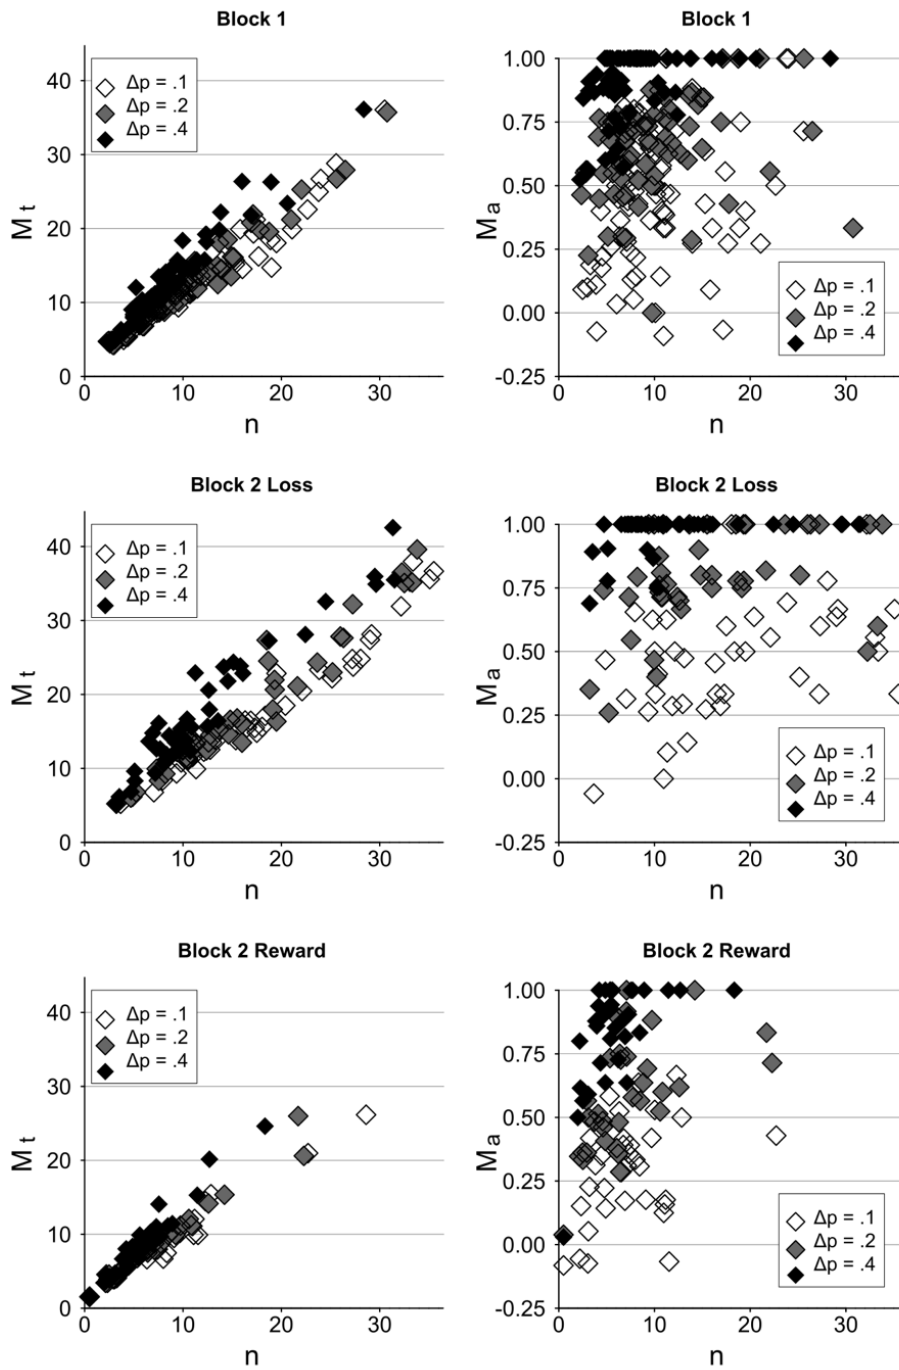 Block 1
40
30
20
10
0
M t
Δp = .1
Δp = .2
Δp = .4
0 10 20 30
n
Block 1
1.00
0.75
0.50
0.25
0.00
-0.25
M a
Δp = .1
Δp = .2
Δp = .4
0 10 20 30
n
Block 2 Loss
40
30
20
10
0
M t
Δp = .1
Δp = .2
Δp = .4
0 10 20 30
n
Block 2 Loss
1.00
0.75
0.50
0.25
0.00
-0.25
M a
Δp = .1
Δp = .2
Δp = .4
0 10 20 30
n
Block 2 Reward
40
30
20
10
0
M t
Δp = .1
Δp = .2
Δp = .4
0 10 20 30
n
Block 2 Reward
1.00
0.75
0.50
0.25
0.00
-0.25
M a
Δp = .1
Δp = .2
Δp = .4
0 10 20 30
n